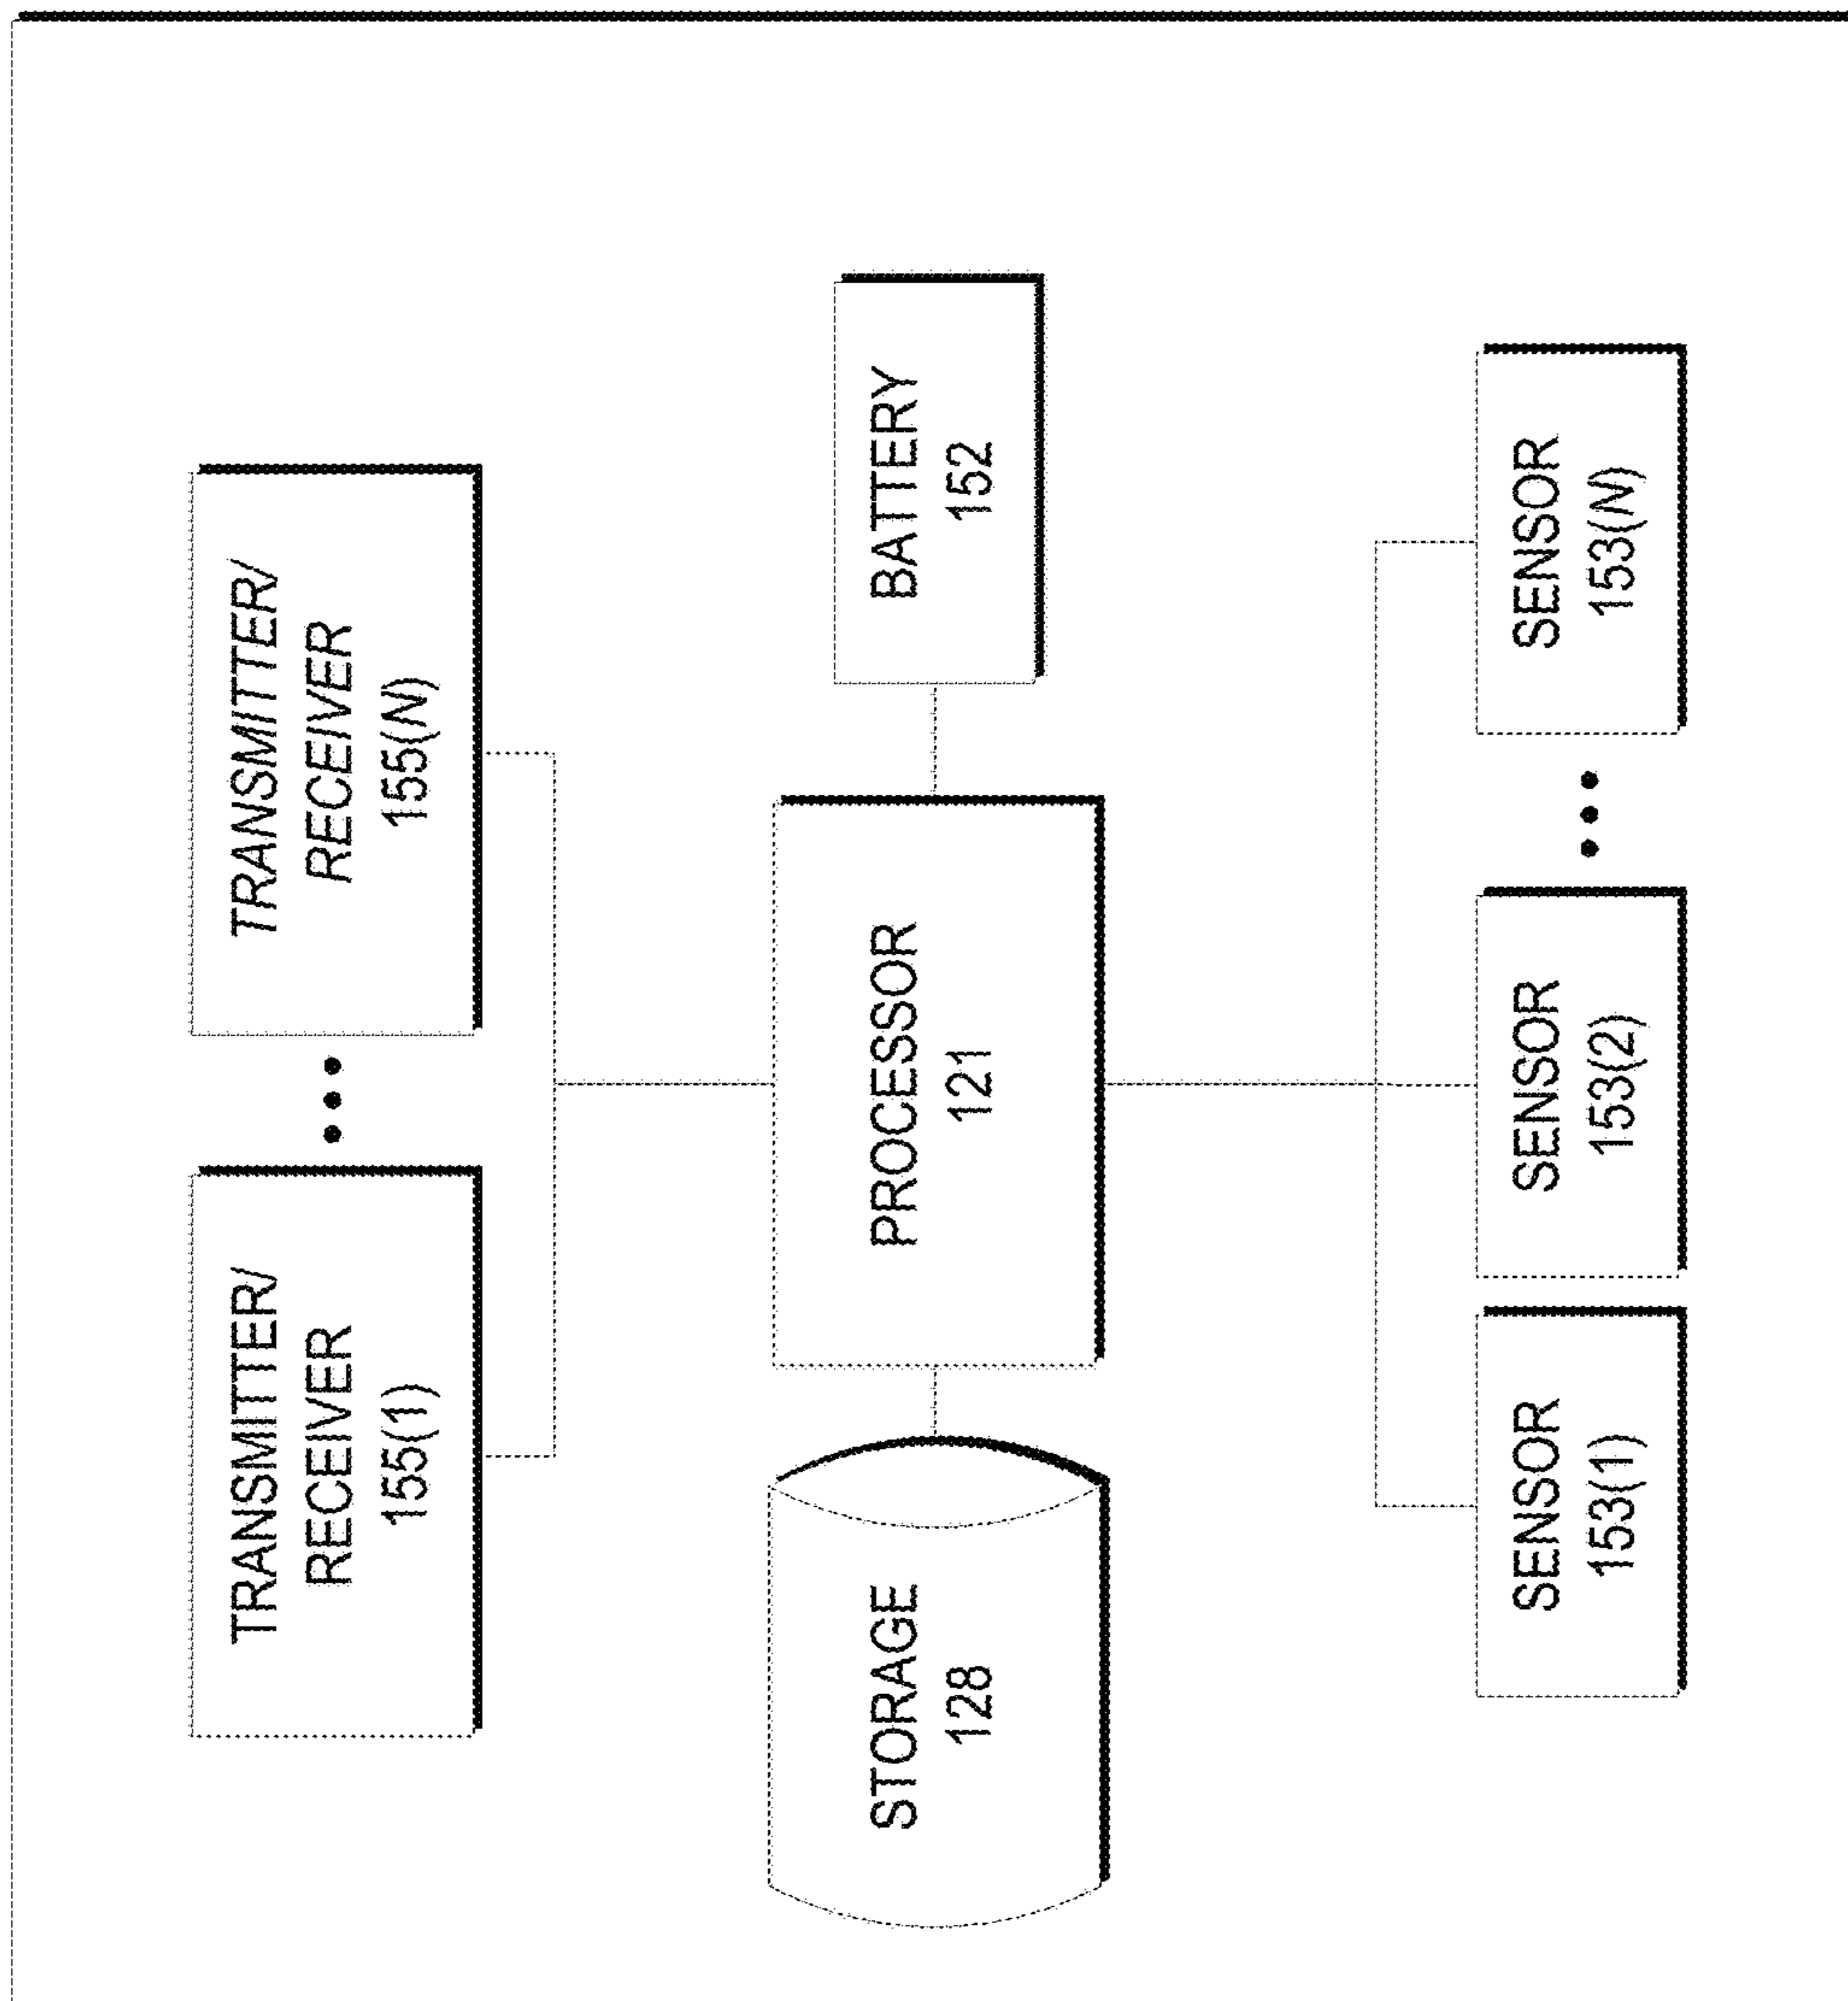 TRANSMITTER/
RECEIVER
155(1)
TRANSMITTER/
RECEIVER
155(N)
STORAGE
128
PROCESSOR
121
BATTERY
152
SENSOR
153(1)
SENSOR
153(2)
SENSOR
153(N)